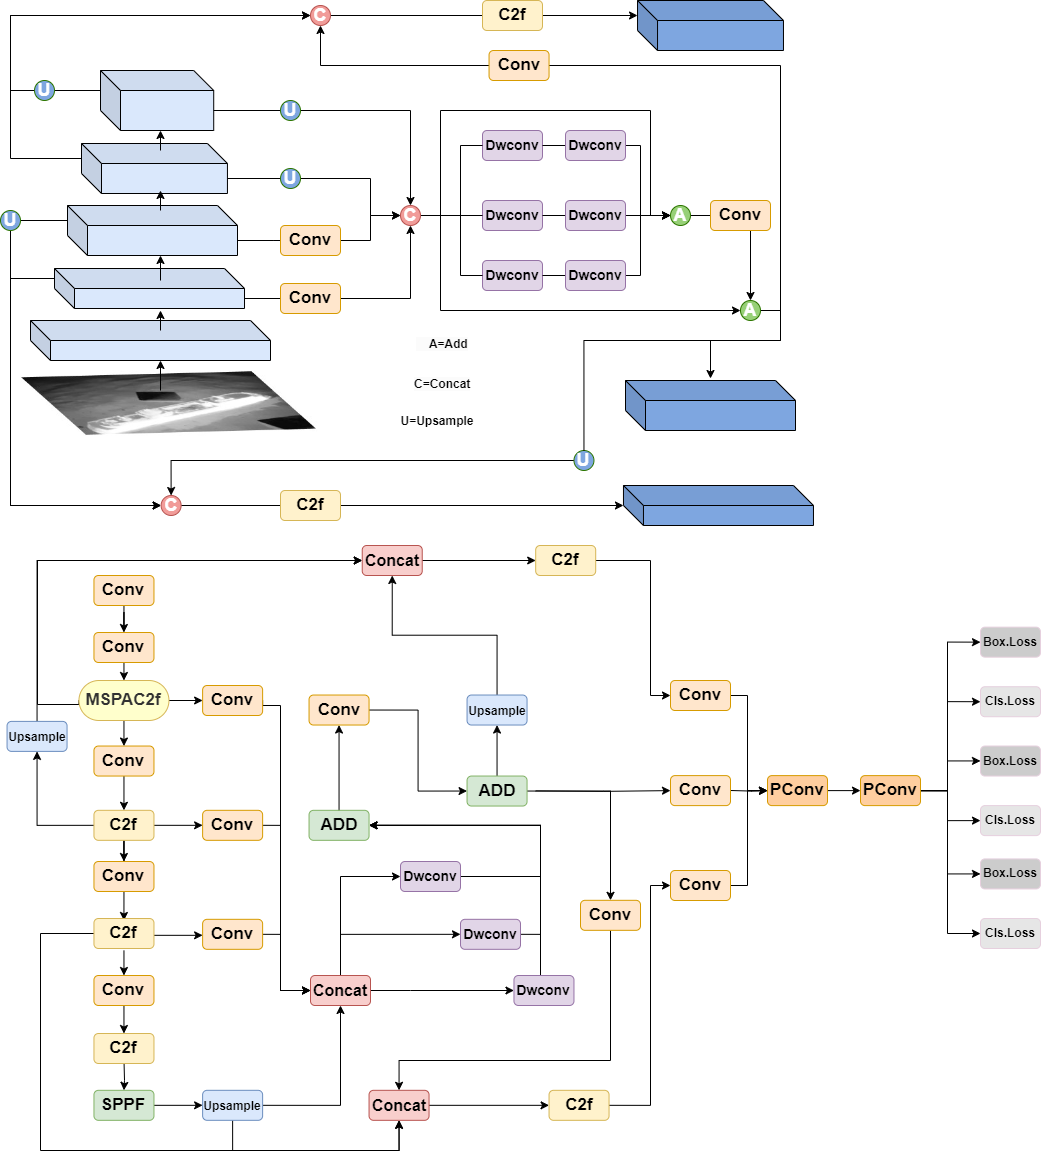 C
C2f
Conv
U
U
U
U
Conv
Conv
C
Dwconv
Dwconv
Dwconv
Dwconv
Dwconv
Dwconv
A
Conv
A
A=Add
C=Concat
U=Upsample
U
C
C2f
Concat
C2f
Conv
Conv
MSPAC2f
Conv
Conv
Upsample
Conv
Upsample
Conv
ADD
Conv
PConv
PConv
C2f
Conv
ADD
Conv
Dwconv
Conv
C2f
Conv
Dwconv
Conv
Conv
Concat
Dwconv
C2f
SPPF
Upsample
Concat
C2f
Box.Loss
Cls.Loss
Box.Loss
Cls.Loss
Box.Loss
Cls.Loss